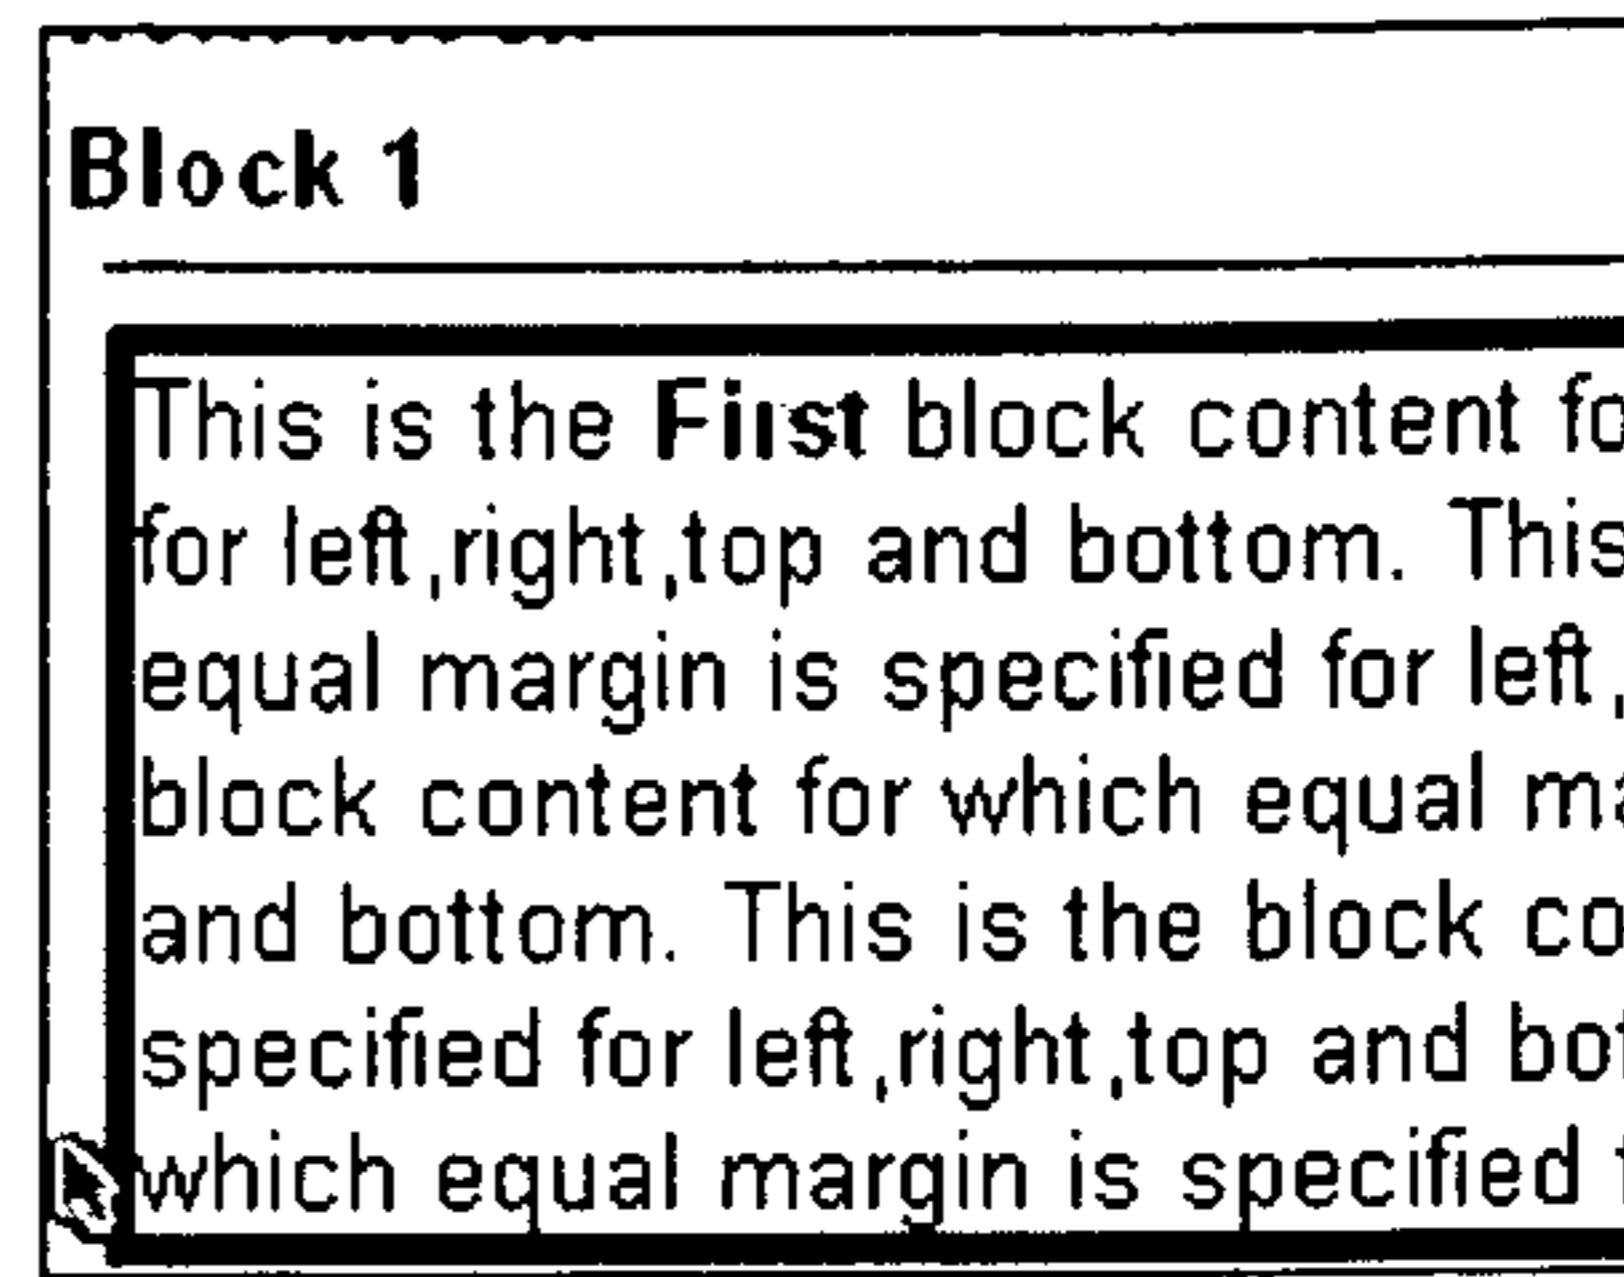 Block 1
This is the First block content fo
for left,right,top and bottom. This
equal margin is specified for left,
block content for which equal ma
and bottom. This is the block co
specified for left,right,top and bot
which equal margin is specified f